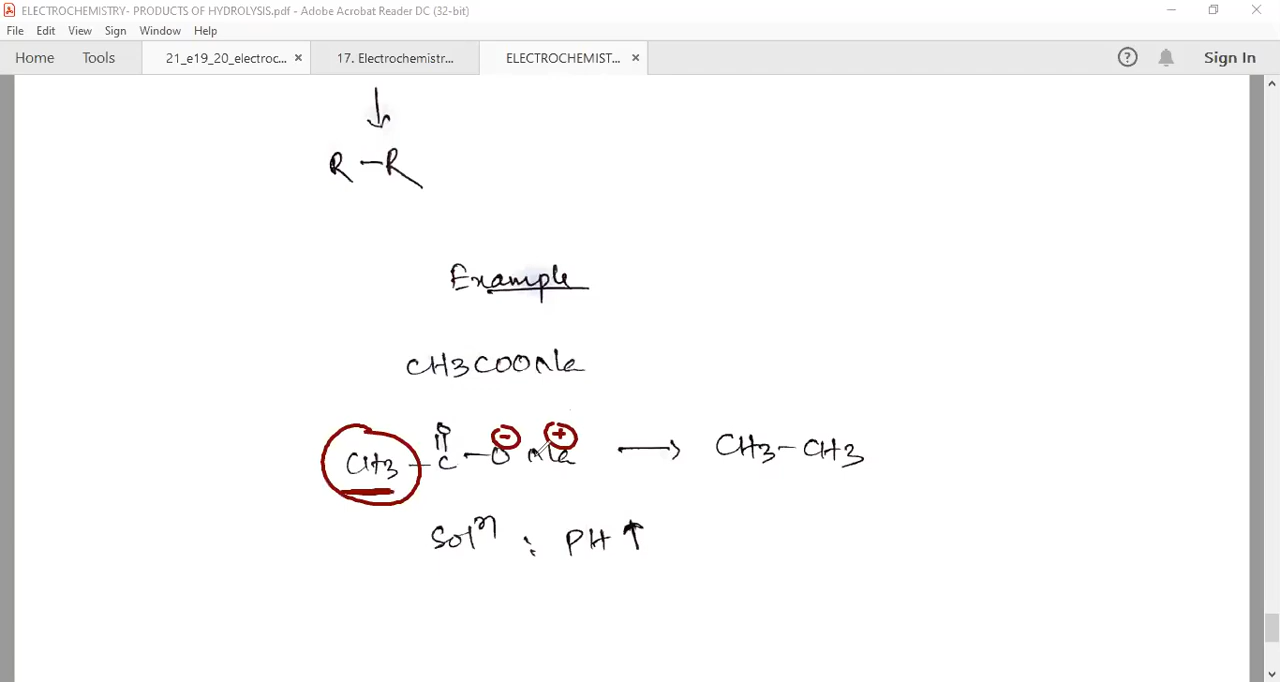 ELECTROCHEMISTRY- PRODUCTS OF HYDROLYSIS.pdf - Adobe Acrobat Reader DC (32-bit)
File Edit View Sign Window Help
Home Tools 21_e19_20_electroc... × 17. Electrochemistr... ELECTROCHEMIST... × ? Sign In
R - R
Example
CH3COONa
O - +
CH3 - C - O Na → CH3 - CH3
Solⁿ : PH ↑